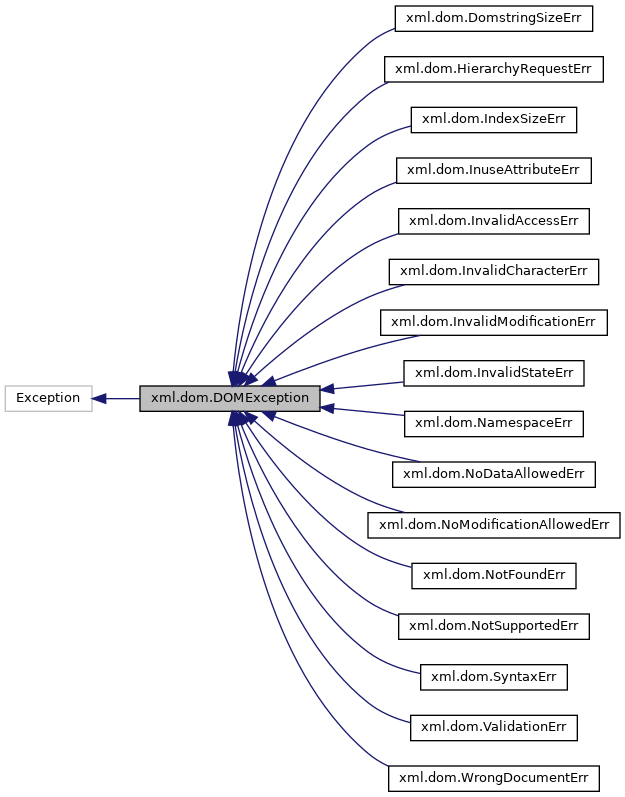 xml.dom.DomstringSizeErr
xml.dom.HierarchyRequestErr
xml.dom.IndexSizeErr
xml.dom.InuseAttributeErr
xml.dom.InvalidAccessErr
xml.dom.InvalidCharacterErr
xml.dom.InvalidModificationErr
xml.dom.InvalidStateErr
Exception
xml.dom.DOMException
xml.dom.NamespaceErr
xml.dom.NoDataAllowedErr
xml.dom.NoModificationAllowedErr
xml.dom.NotFoundErr
xml.dom.NotSupportedErr
xml.dom.SyntaxErr
xml.dom.ValidationErr
xml.dom.WrongDocumentErr